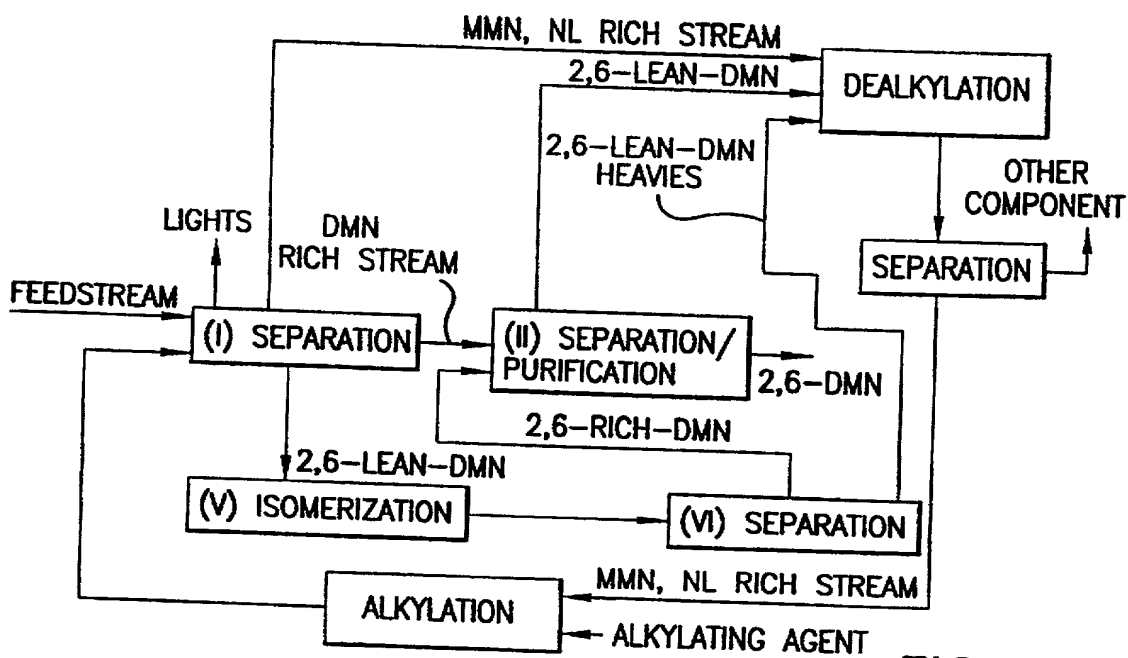 MMN, NL RICH STREAM
2,6-LEAN-DMN
DEALKYLATION
2,6-LEAN-DMN
HEAVIES
OTHER
COMPONENT
LIGHTS
DMN
RICH STREAM
SEPARATION
FEEDSTREAM
(I) SEPARATION
(II) SEPARATION/
PURIFICATION
2,6-DMN
2,6-RICH-DMN
2,6-LEAN-DMN
(V) ISOMERIZATION
(VI) SEPARATION
MMN, NL RICH STREAM
ALKYLATION
ALKYLATING AGENT